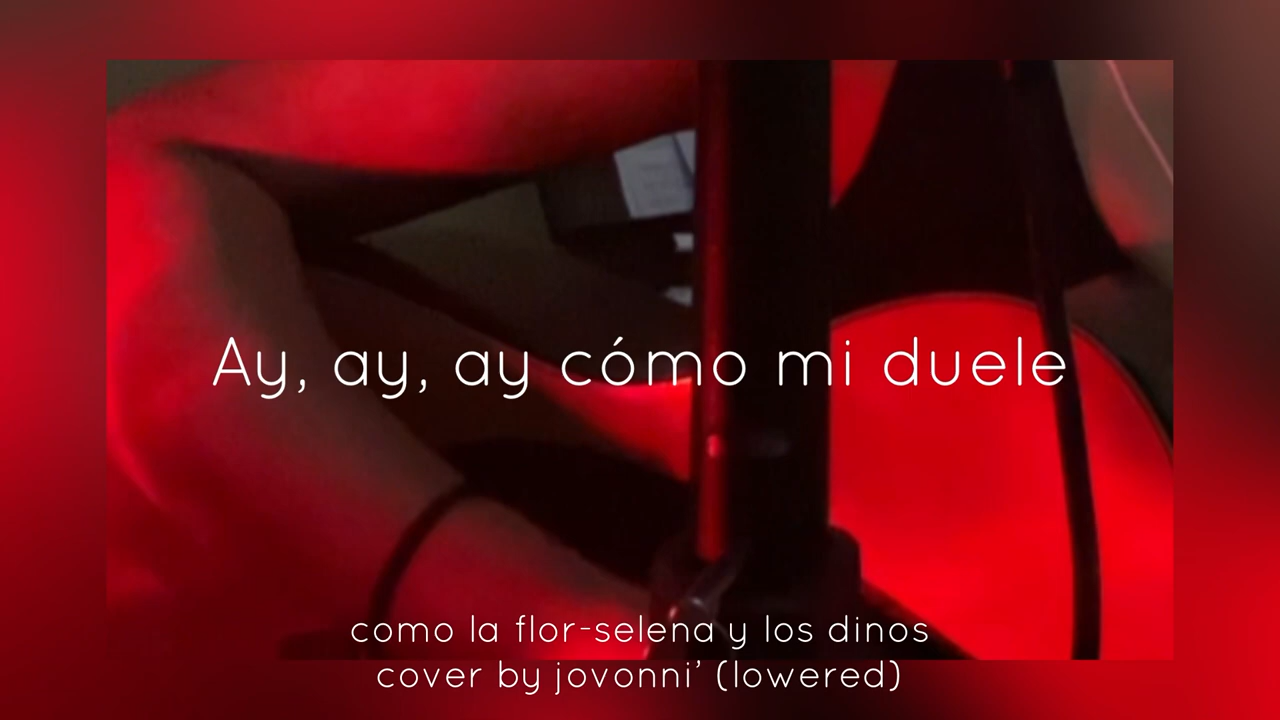 Ay, ay, ay cómo mi duele
como la flor-selena y los dinos
cover by jovonni’ (lowered)